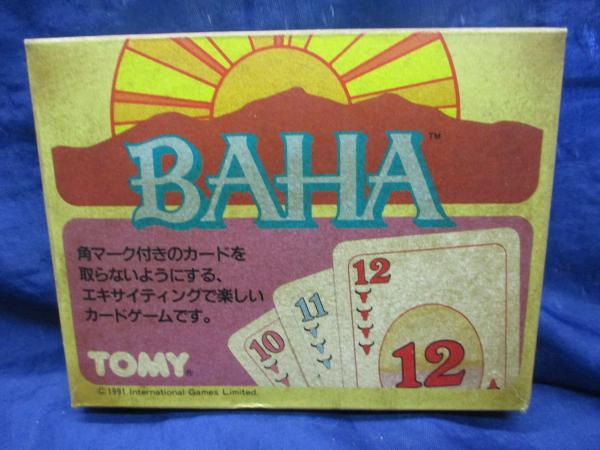 BAHA™
角マーク付きのカードを
取らないようにする、
エキサイティングで楽しい
カードゲームです。
10
11
12
12
TOMY®
©1991 International Games Limited.